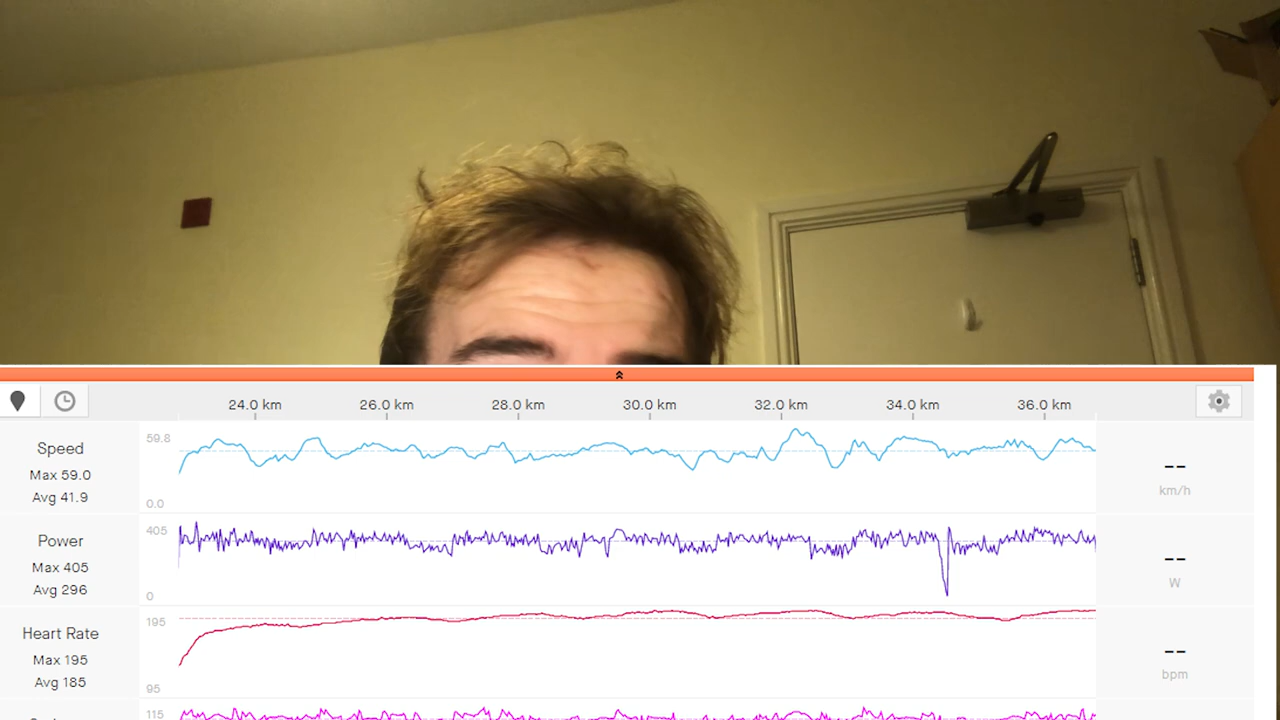 24.0 km 26.0 km 28.0 km 30.0 km 32.0 km 34.0 km 36.0 km
Speed
Max 59.0
Avg 41.9
59.8
0.0
--
km/h
Power
Max 405
Avg 296
405
0
--
W
Heart Rate
Max 195
Avg 185
195
95
--
bpm
115